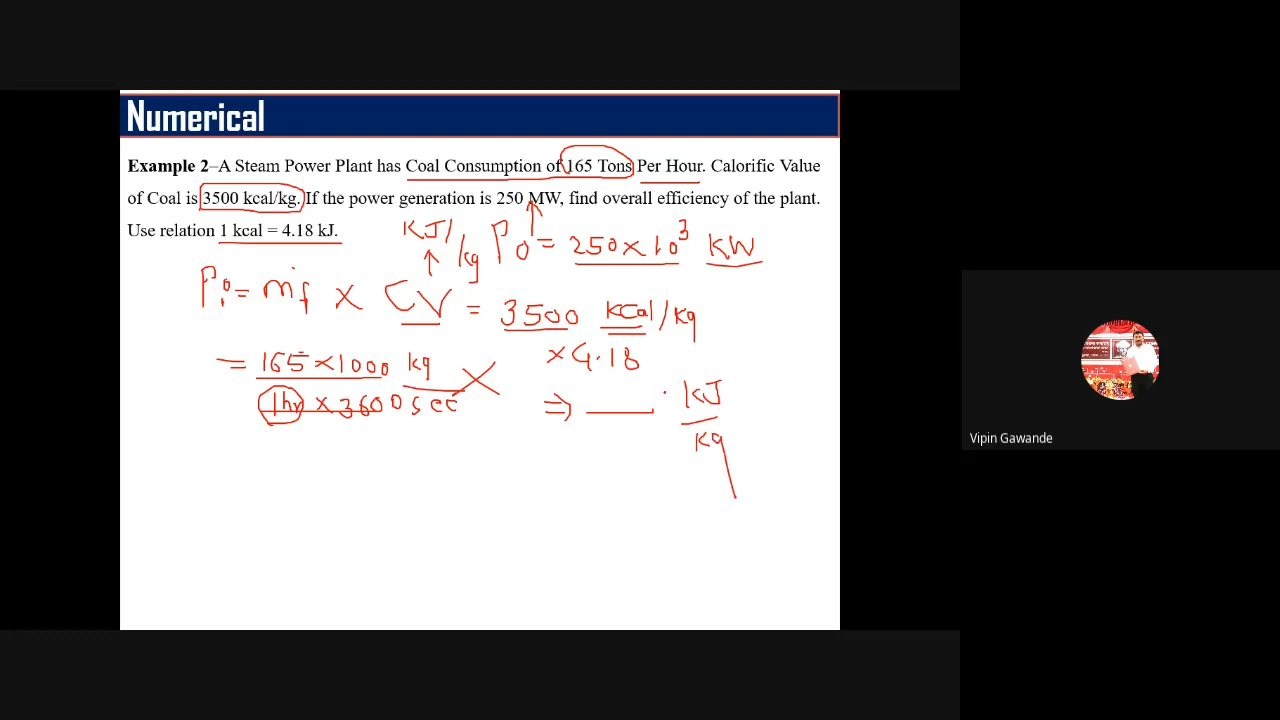 Numerical
Example 2–A Steam Power Plant has Coal Consumption of 165 Tons Per Hour. Calorific Value
of Coal is 3500 kcal/kg. If the power generation is 250 MW, find overall efficiency of the plant.
Use relation 1 kcal = 4.18 kJ.
KJ/
/kg
Po = 250 × 10³ KW
ṁf × CV = 3500 KCal/kg
× 4.18
= 165 × 1000 kg ×
1hr × 3600 sec
⇒ ___ KJ
kg
Vipin Gawande